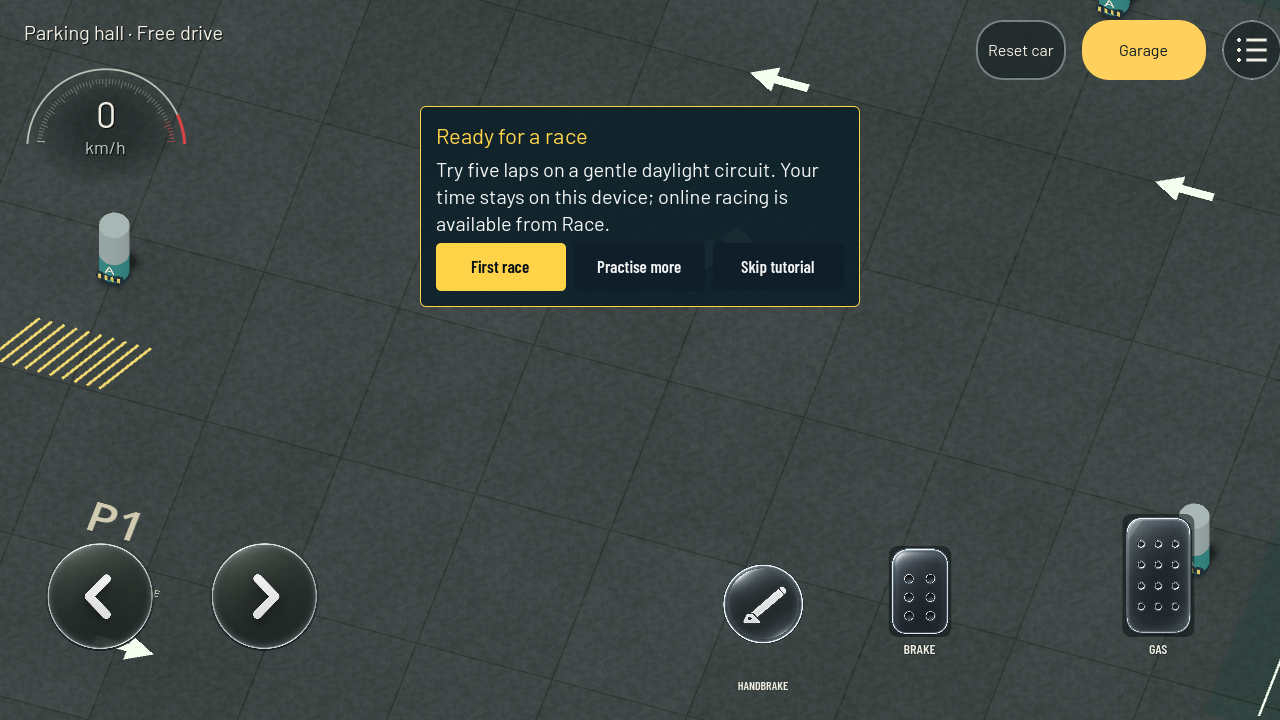 Parking hall · Free drive
Reset car
Garage
0
km/h
Ready for a race
Try five laps on a gentle daylight circuit. Your
time stays on this device; online racing is
available from Race.
First race
Practise more
Skip tutorial
A
A
P1
BRAKE
GAS
HANDBRAKE